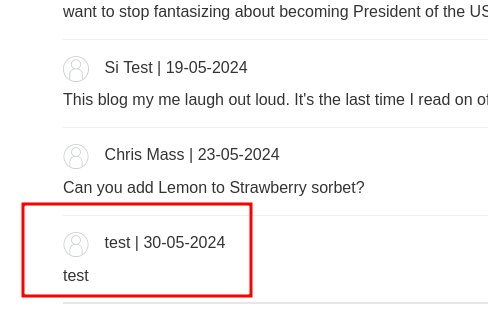 want to stop fantasizing about becoming President of the US
Si Test | 19-05-2024
This blog my me laugh out loud. It's the last time I read on
Chris Mass | 23-05-2024
Can you add Lemon to Strawberry sorbet?
test | 30-05-2024
test